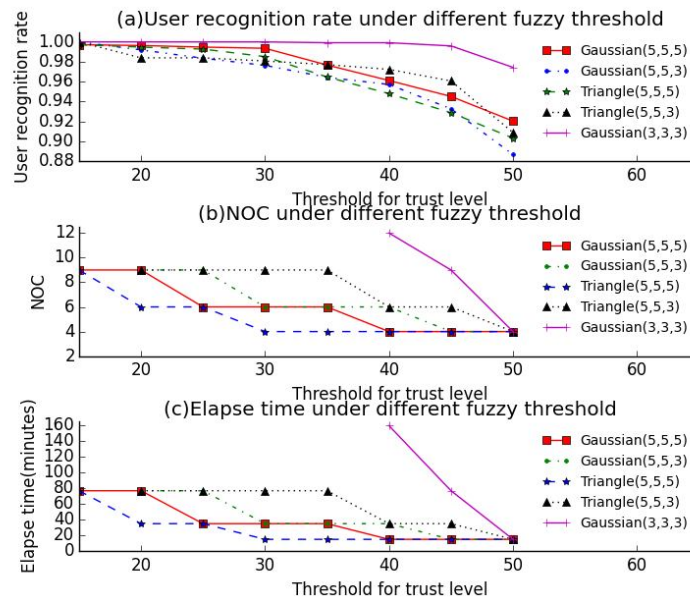 (a)User recognition rate under different fuzzy threshold
User recognition rate
1.00
0.98
0.96
0.94
0.92
0.90
0.88
Gaussian(5,5,5)
Gaussian(5,5,3)
Triangle(5,5,5)
Triangle(5,5,3)
Gaussian(3,3,3)
20 30 40 50 60
Threshold for trust level
(b)NOC under different fuzzy threshold
NOC
12
10
8
6
4
2
Gaussian(5,5,5)
Gaussian(5,5,3)
Triangle(5,5,5)
Triangle(5,5,3)
Gaussian(3,3,3)
20 30 40 50 60
Threshold for trust level
(c)Elapse time under different fuzzy threshold
Elapse time(minutes)
160
140
120
100
80
60
40
20
0
Gaussian(5,5,5)
Gaussian(5,5,3)
Triangle(5,5,5)
Triangle(5,5,3)
Gaussian(3,3,3)
20 30 40 50 60
Threshold for trust level